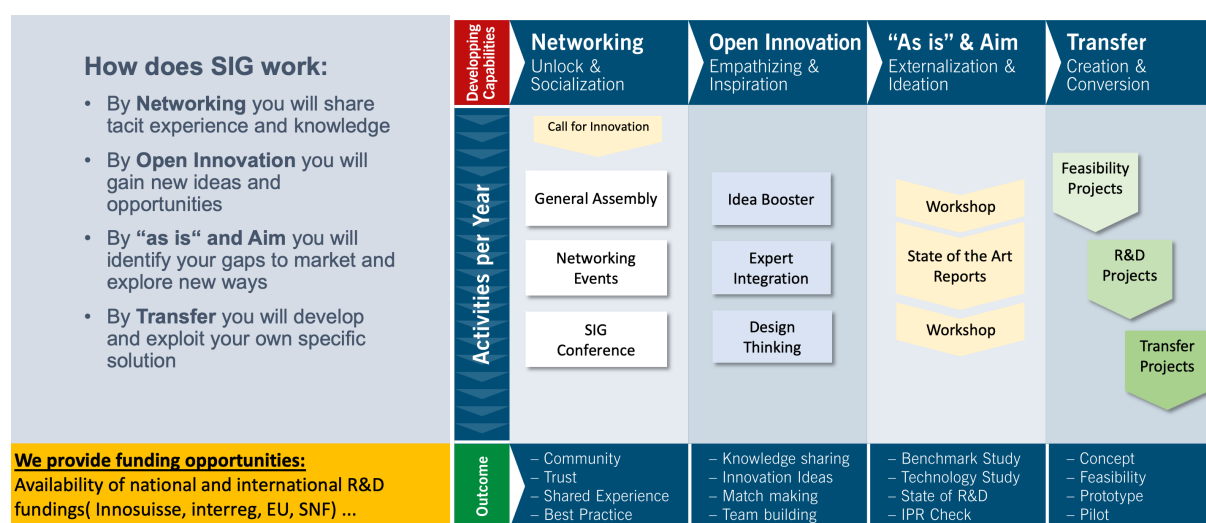 How does SIG work:
• By Networking you will share
tacit experience and knowledge
• By Open Innovation you will
gain new ideas and
opportunities
• By “as is“ and Aim you will
identify your gaps to market and
explore new ways
• By Transfer you will develop
and exploit your own specific
solution
We provide funding opportunities:
Availability of national and international R&D
fundings( Innosuisse, interreg, EU, SNF) ...
Developping
Capabilities
Networking
Unlock &
Socialization
Open Innovation
Empathizing &
Inspiration
“As is” & Aim
Externalization &
Ideation
Transfer
Creation &
Conversion
Activities per Year
Call for Innovation
General Assembly
Networking
Events
SIG
Conference
Idea Booster
Expert
Integration
Design
Thinking
Workshop
State of the Art
Reports
Workshop
Feasibility
Projects
R&D
Projects
Transfer
Projects
Outcome
– Community
– Trust
– Shared Experience
– Best Practice
– Knowledge sharing
– Innovation Ideas
– Match making
– Team building
– Benchmark Study
– Technology Study
– State of R&D
– IPR Check
– Concept
– Feasibility
– Prototype
– Pilot